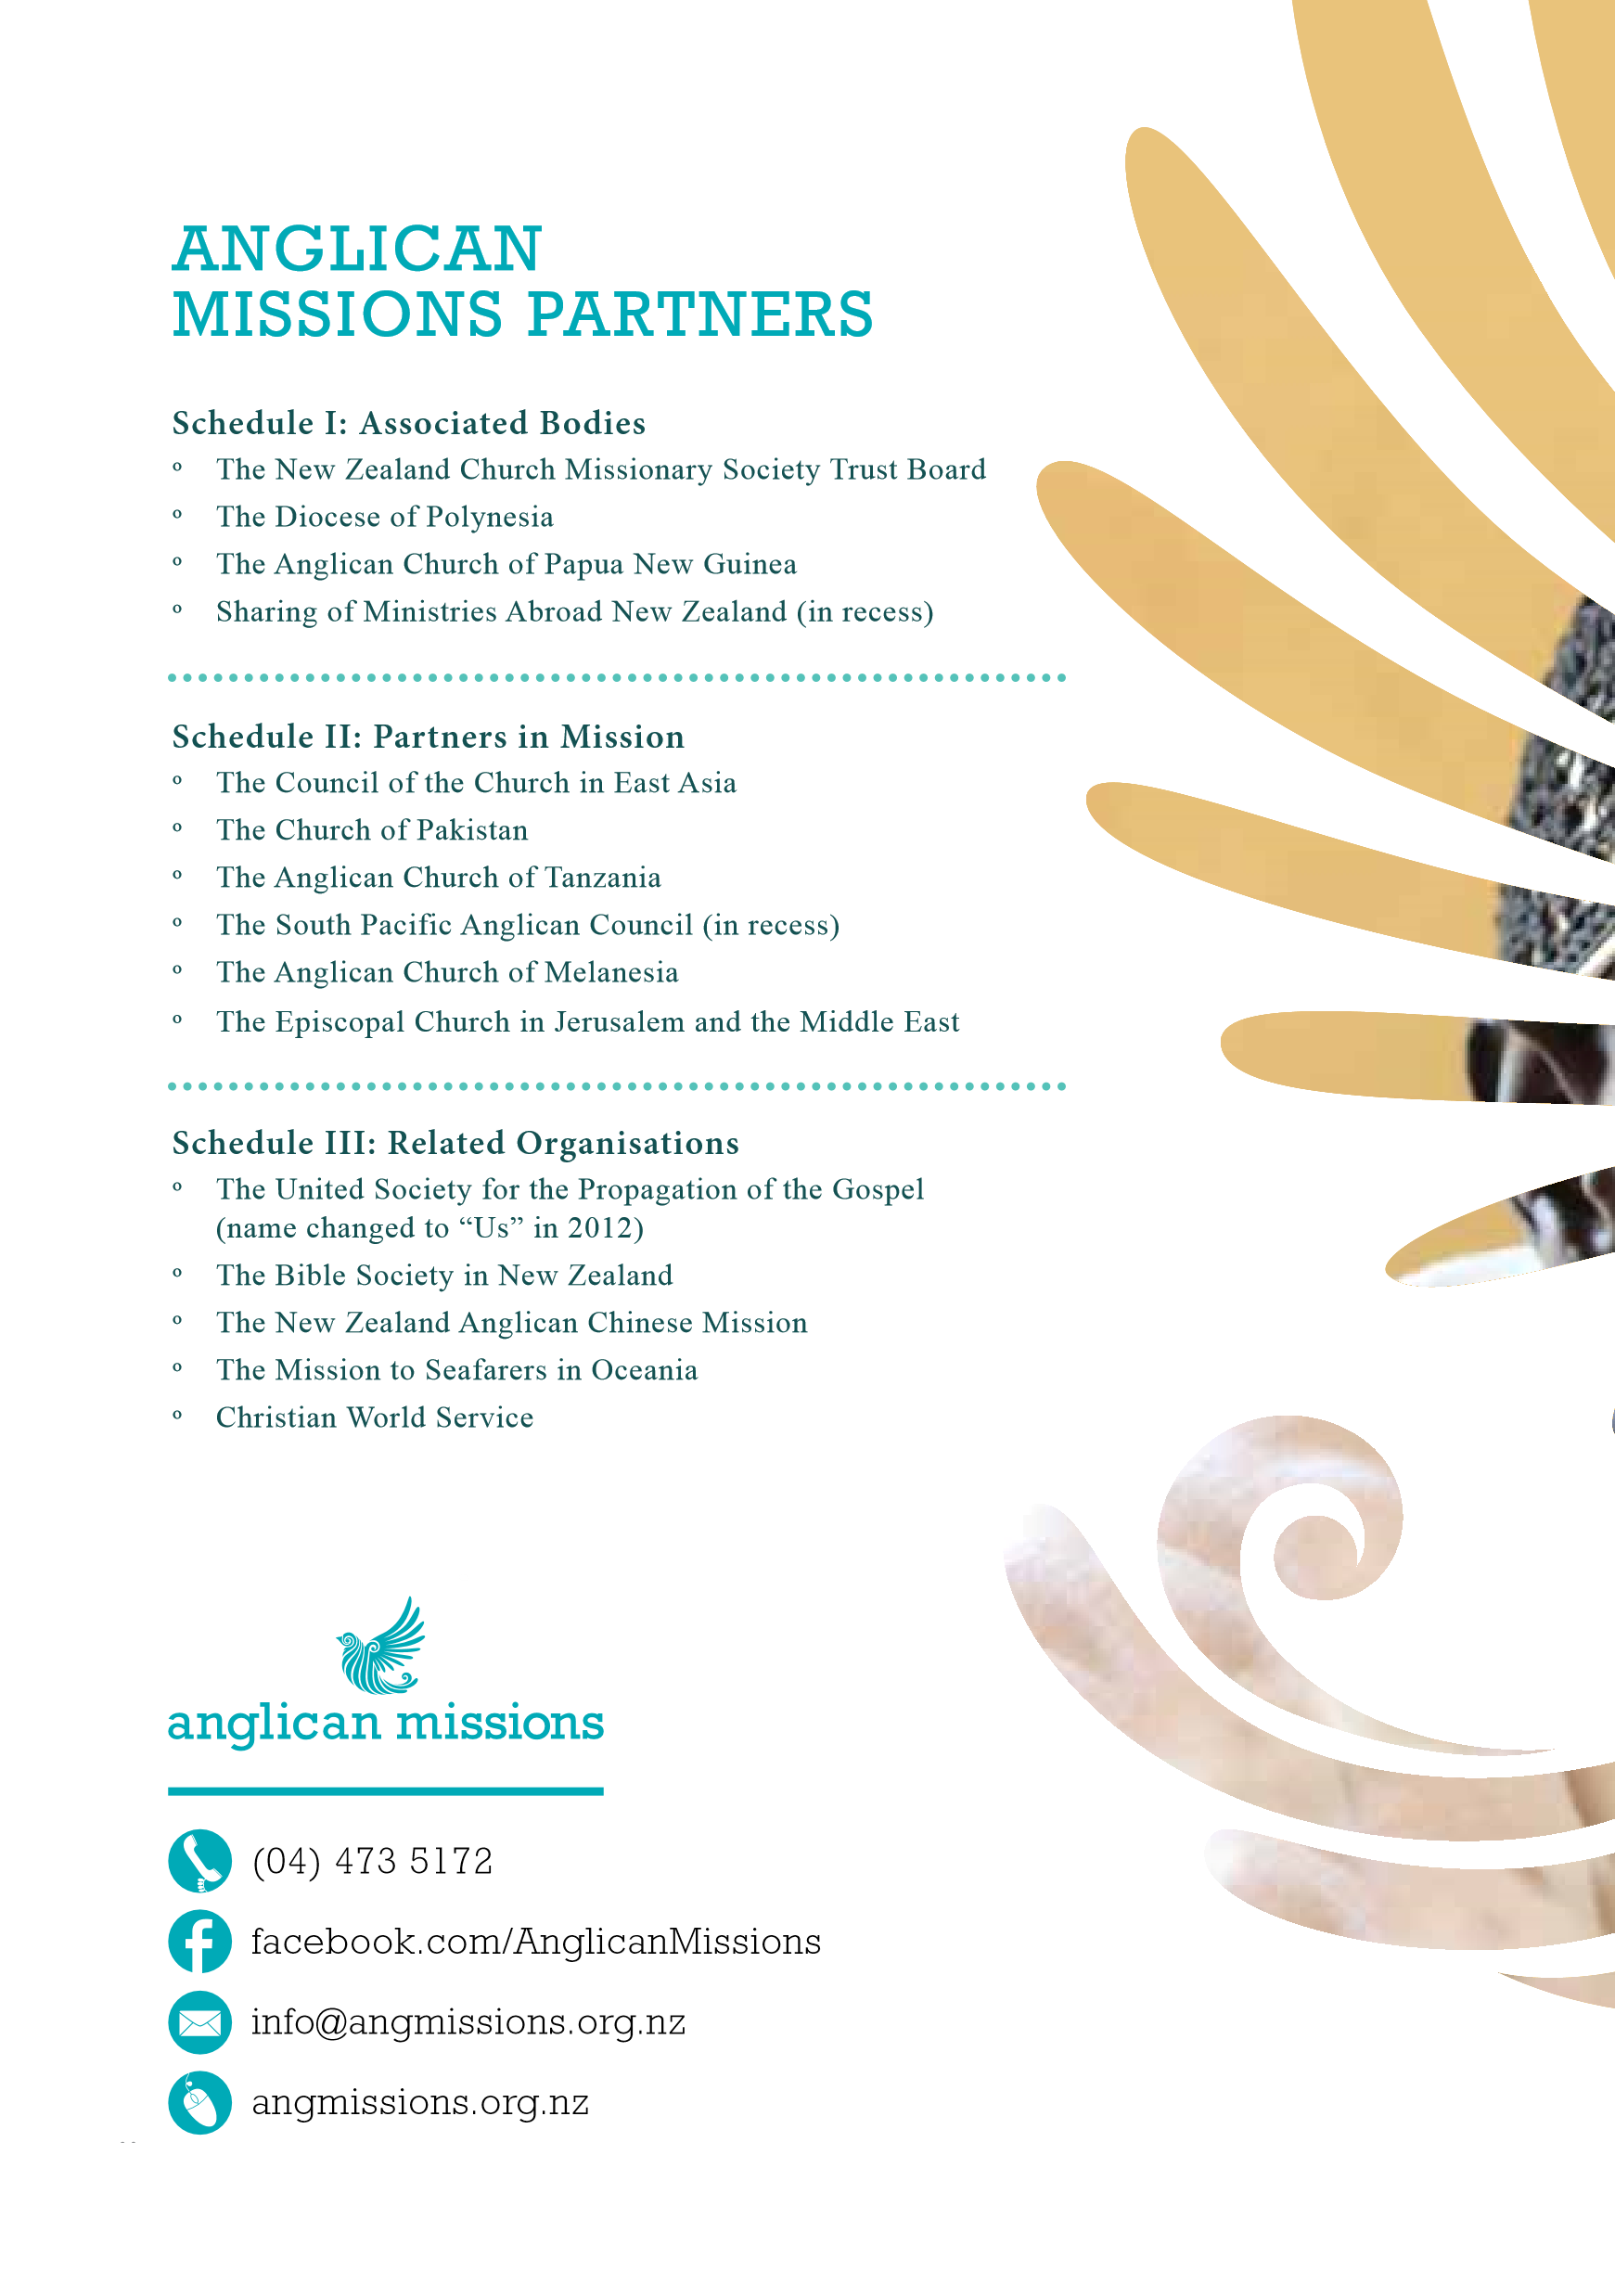 ANGLICAN
MISSIONS PARTNERS
Schedule I: Associated Bodies
º The New Zealand Church Missionary Society Trust Board
º The Diocese of Polynesia
º The Anglican Church of Papua New Guinea
º Sharing of Ministries Abroad New Zealand (in recess)
Schedule II: Partners in Mission
º The Council of the Church in East Asia
º The Church of Pakistan
º The Anglican Church of Tanzania
º The South Pacific Anglican Council (in recess)
º The Anglican Church of Melanesia
º The Episcopal Church in Jerusalem and the Middle East
Schedule III: Related Organisations
º The United Society for the Propagation of the Gospel
(name changed to “Us” in 2012)
º The Bible Society in New Zealand
º The New Zealand Anglican Chinese Mission
º The Mission to Seafarers in Oceania
º Christian World Service
anglican missions
(04) 473 5172
facebook.com/AnglicanMissions
info@angmissions.org.nz
angmissions.org.nz